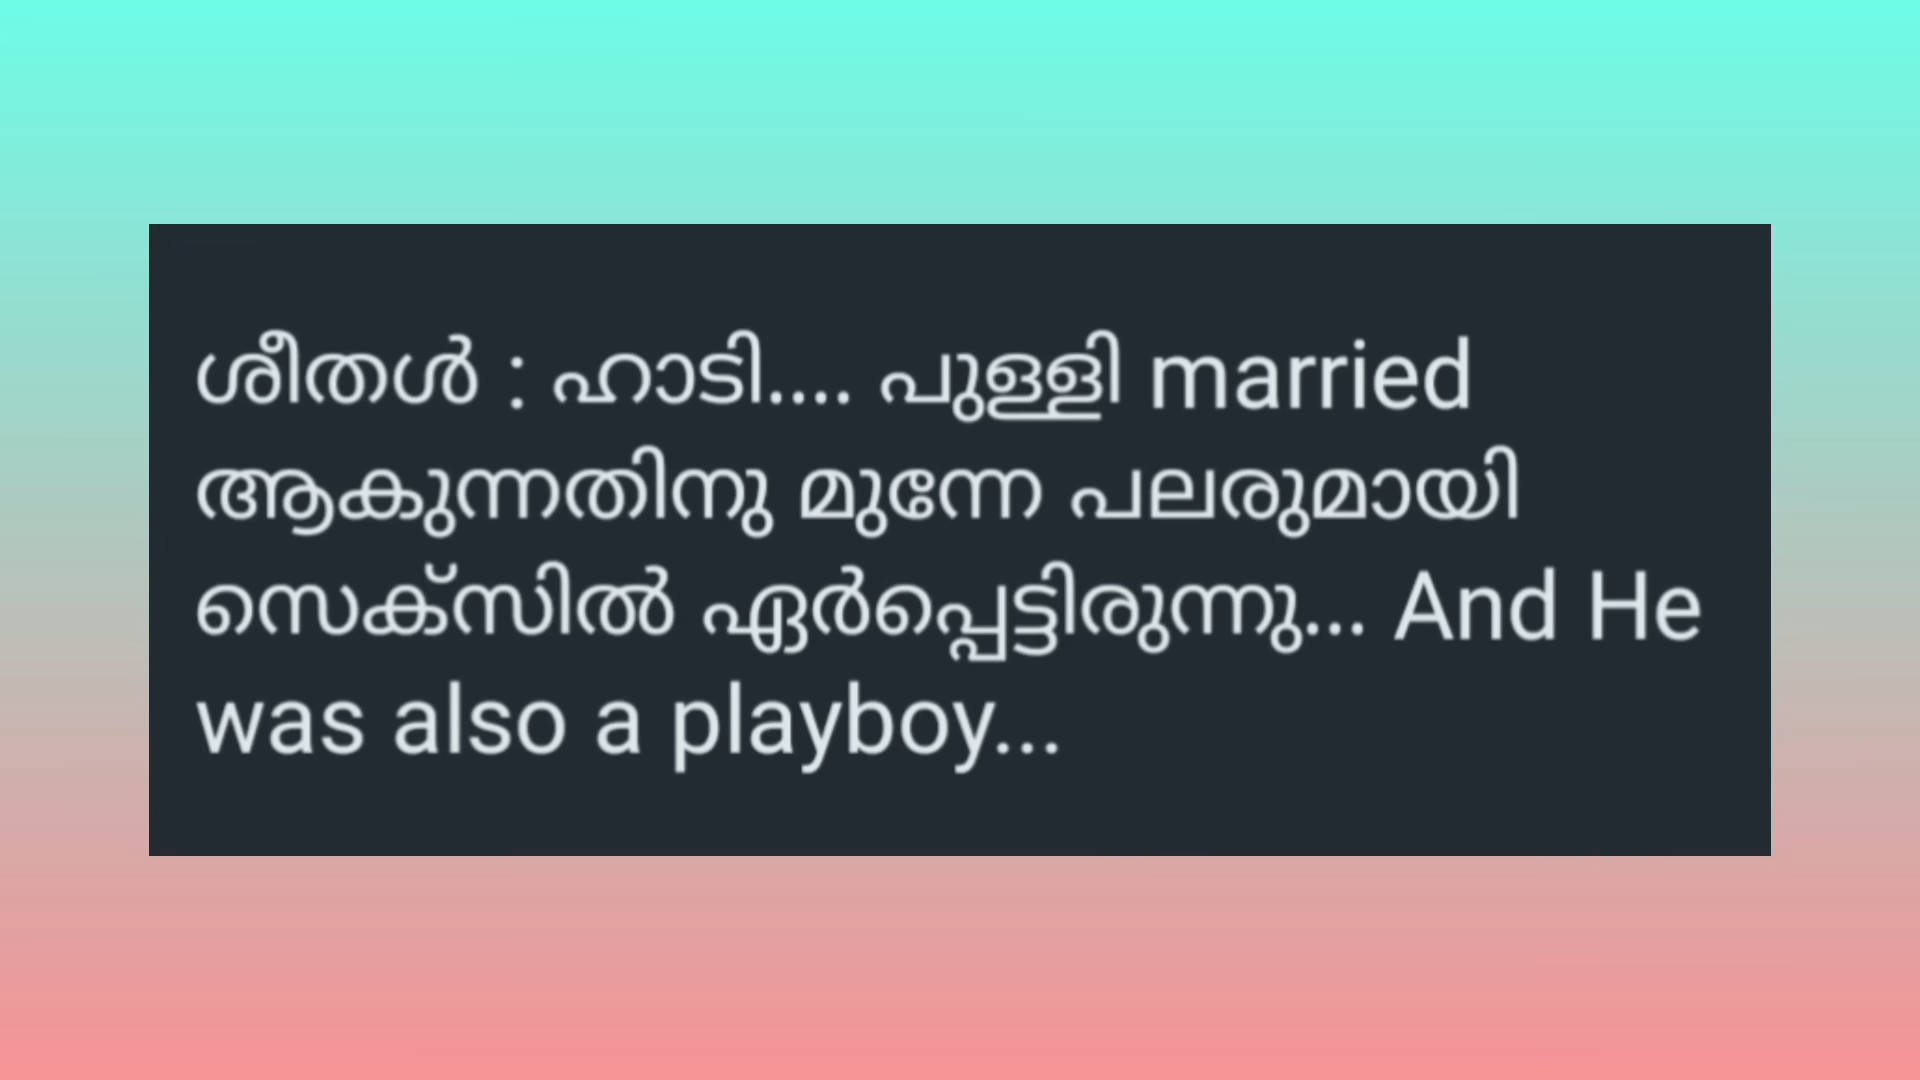 ശീതൾ : ഹാടി.... പുള്ളി married
ആകുന്നതിനു മുന്നേ പലരുമായി
സെക്സിൽ ഏർപ്പെട്ടിരുന്നു... And He
was also a playboy...